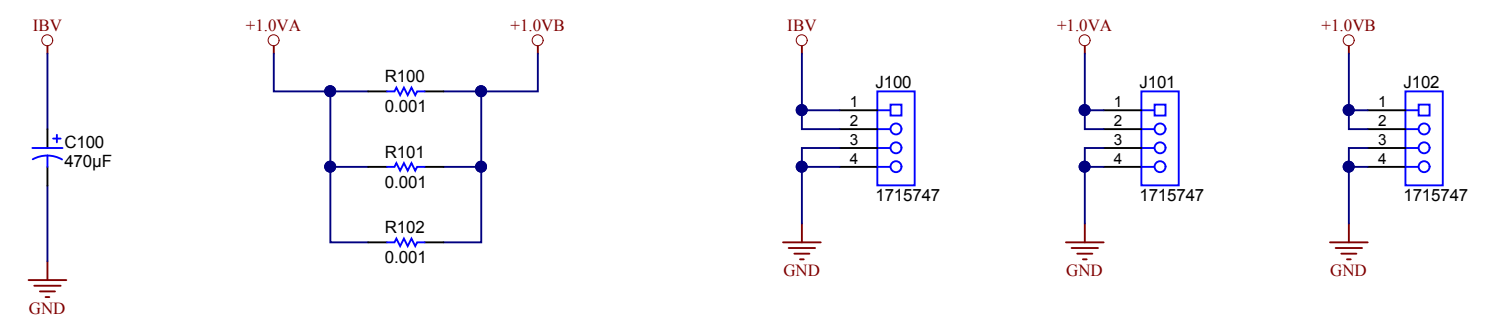 IBV
+
C100
470µF
GND
+1.0VA
+1.0VB
R100
0.001
R101
0.001
R102
0.001
IBV
J100
1
2
3
4
1715747
GND
+1.0VA
J101
1
2
3
4
1715747
GND
+1.0VB
J102
1
2
3
4
1715747
GND